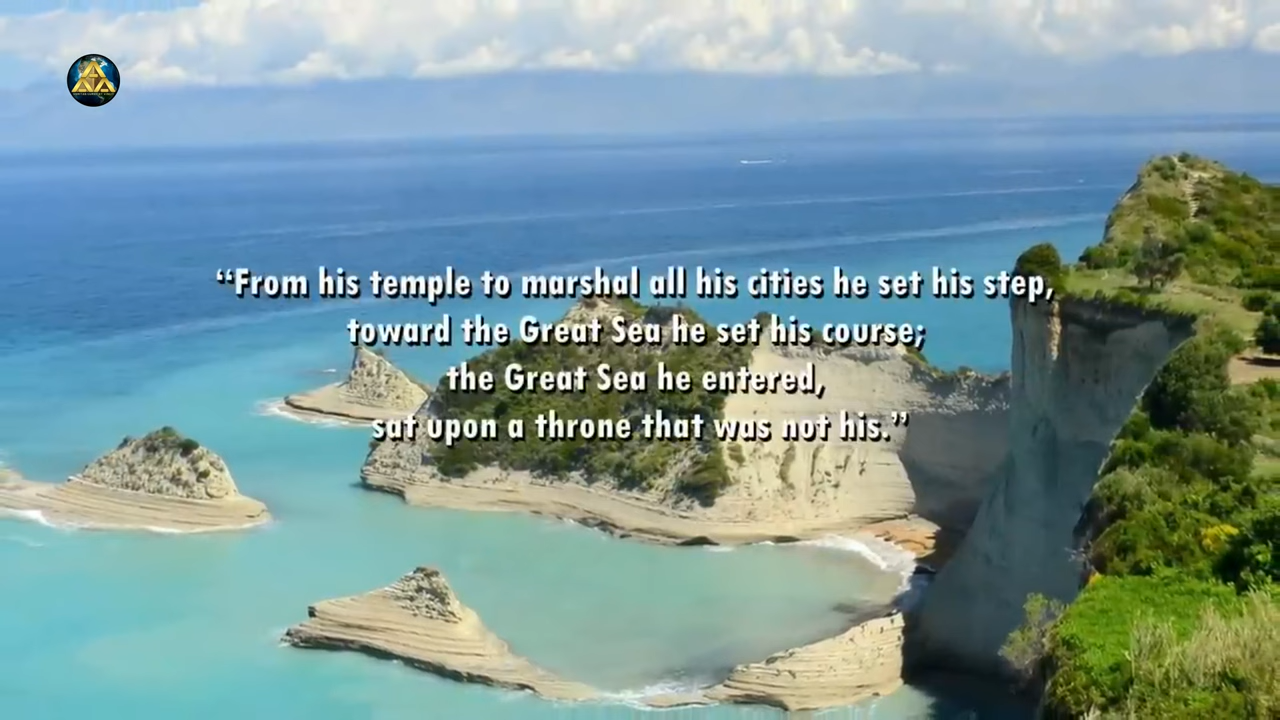 “From his temple to marshal all his cities he set his step,
toward the Great Sea he set his course;
the Great Sea he entered,
sat upon a throne that was not his.”